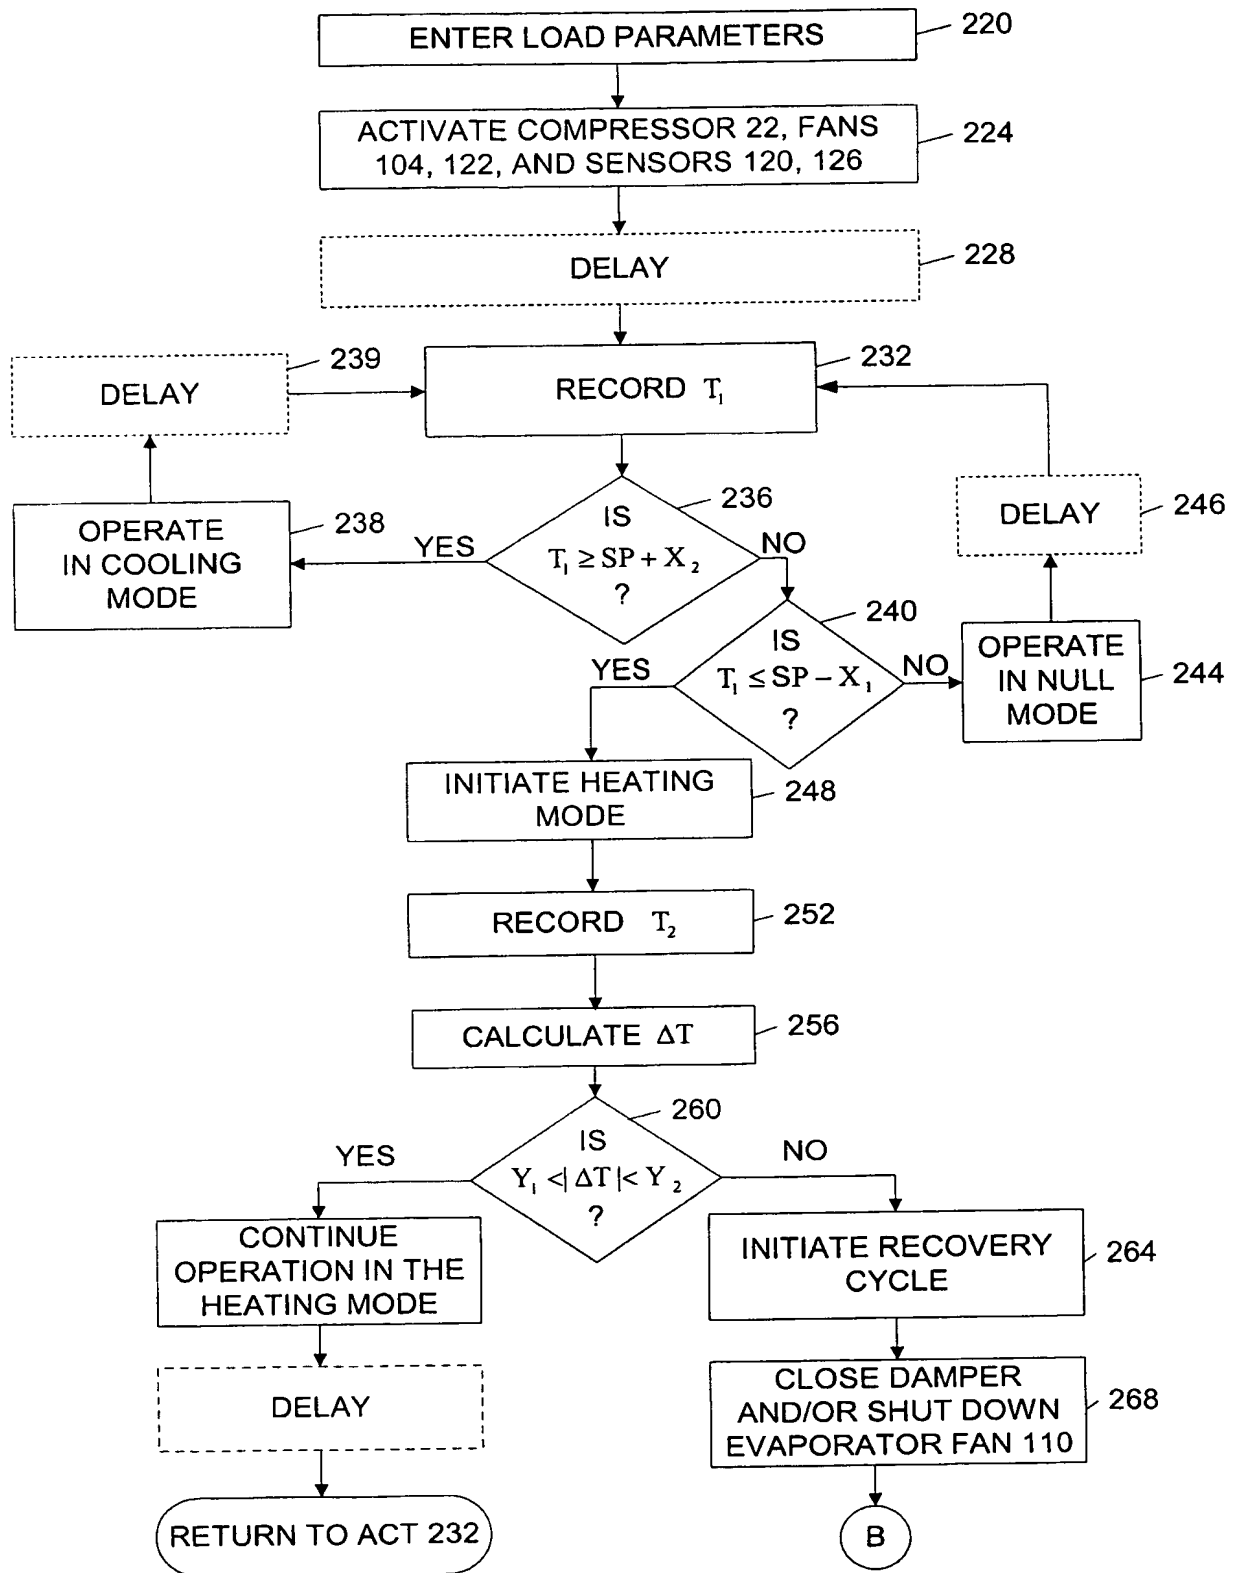 ENTER LOAD PARAMETERS
220
ACTIVATE COMPRESSOR 22, FANS
104, 122, AND SENSORS 120, 126
224
DELAY
228
DELAY
239
RECORD T₁
232
OPERATE
IN COOLING
MODE
238
YES
IS
T₁ ≥ SP + X₂
?
236
NO
DELAY
246
YES
IS
T₁ ≤ SP – X₁
?
240
NO
OPERATE
IN NULL
MODE
244
INITIATE HEATING
MODE
248
RECORD T₂
252
CALCULATE ΔT
256
YES
IS
Y₁ <| ΔT |< Y₂
?
260
NO
CONTINUE
OPERATION IN THE
HEATING MODE
INITIATE RECOVERY
CYCLE
264
DELAY
CLOSE DAMPER
AND/OR SHUT DOWN
EVAPORATOR FAN 110
268
RETURN TO ACT 232
B